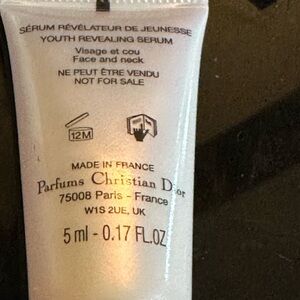 SÉRUM RÉVÉLATEUR DE JEUNESSE
YOUTH REVEALING SERUM
Visage et cou
Face and neck
NE PEUT ÊTRE VENDU
NOT FOR SALE
12M
MADE IN FRANCE
Parfums Christian Dior
75008 Paris - France
W1S 2UE, UK
5 ml - 0.17 FL.OZ